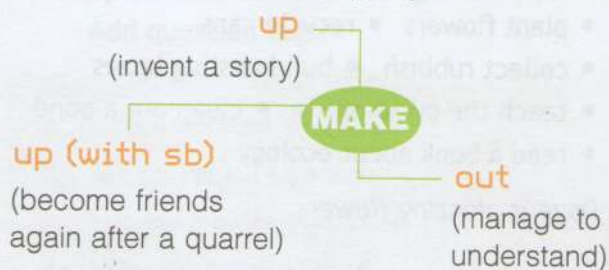 up
(invent a story)
MAKE
up (with sb)
(become friends
again after a quarrel)
out
(manage to
understand)